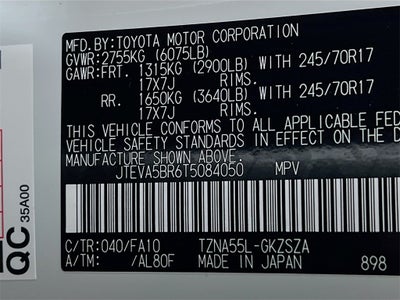 MFD.BY:TOYOTA MOTOR CORPORATION
GVWR:2755KG (6075LB)
GAWR:FRT. 1315KG (2900LB) WITH 245/70R17
17X7J RIMS.
RR. 1650KG (3640LB) WITH 245/70R17
17X7J RIMS.
THIS VEHICLE CONFORMS TO ALL APPLICABLE FED
VEHICLE SAFETY STANDARDS IN EFFECT ON THE D
MANUFACTURE SHOWN ABOVE.
JTEVA5BR6T5084050 MPV
C/TR:040/FA10 TZNA55L-GKZSZA
A/TM: /AL80F MADE IN JAPAN 898
QC 35A00